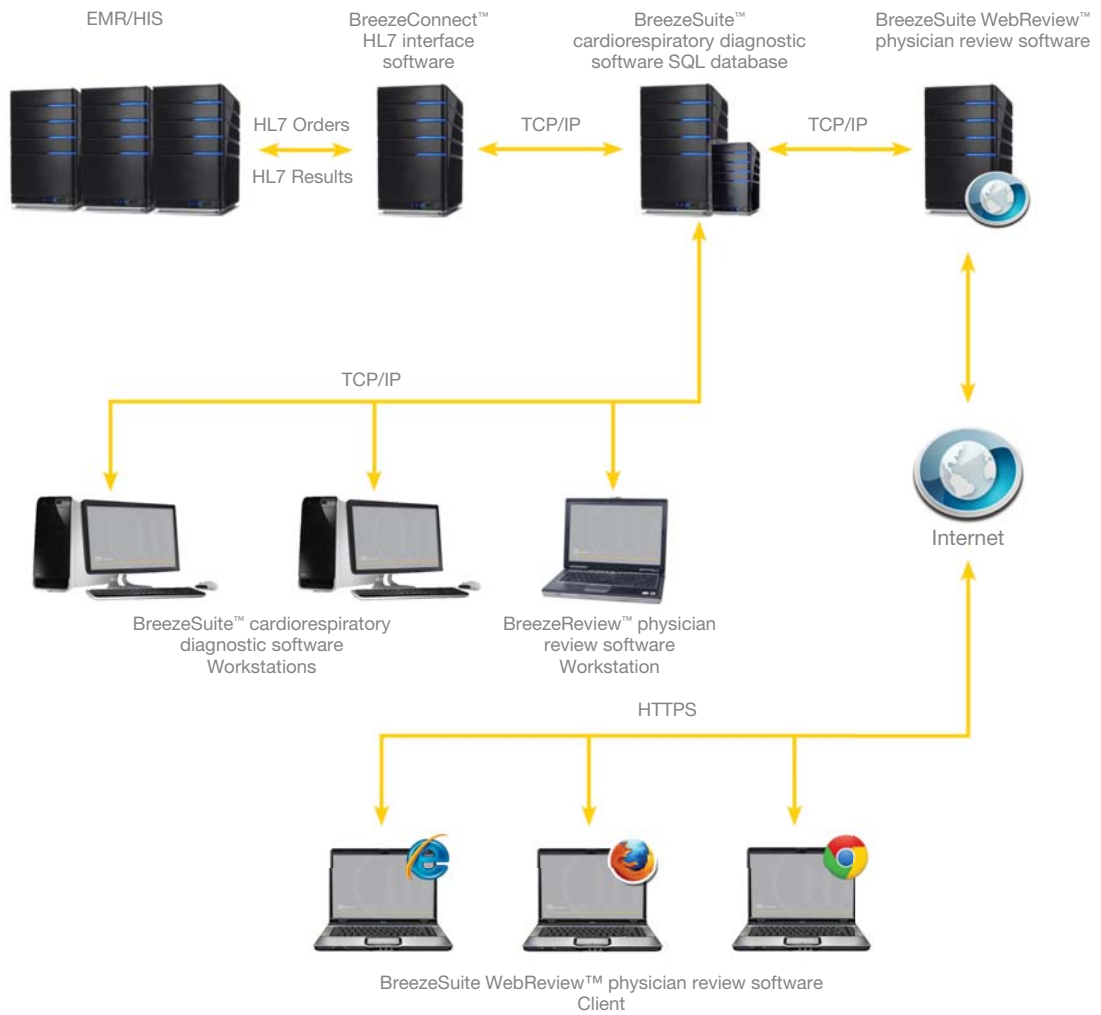 EMR/HIS
BreezeConnect™
HL7 interface
software
BreezeSuite™
cardiorespiratory diagnostic
software SQL database
BreezeSuite WebReview™
physician review software
HL7 Orders
HL7 Results
TCP/IP
TCP/IP
TCP/IP
Internet
BreezeSuite™ cardiorespiratory
diagnostic software
Workstations
BreezeReview™ physician
review software
Workstation
HTTPS
BreezeSuite WebReview™ physician review software
Client